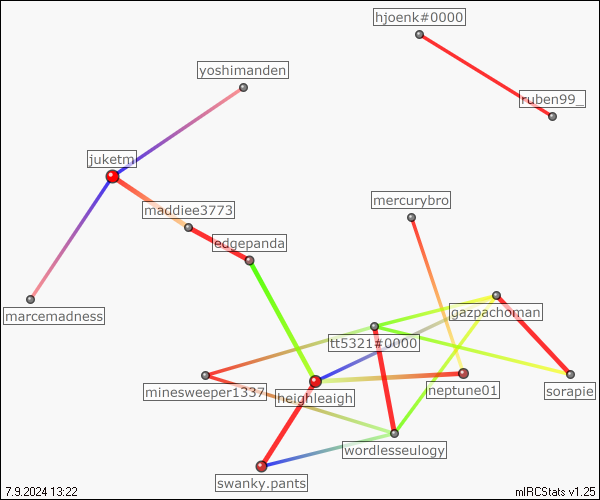 hjoenk#0000
yoshimanden
ruben99_
juketm
mercurybro
maddiee3773
edgepanda
gazpachoman
marcemadness
tt5321#0000
minesweeper1337
heighleaigh
neptune01
sorapie
wordlesseulogy
swanky.pants
7.9.2024 13:22
mIRCStats v1.25